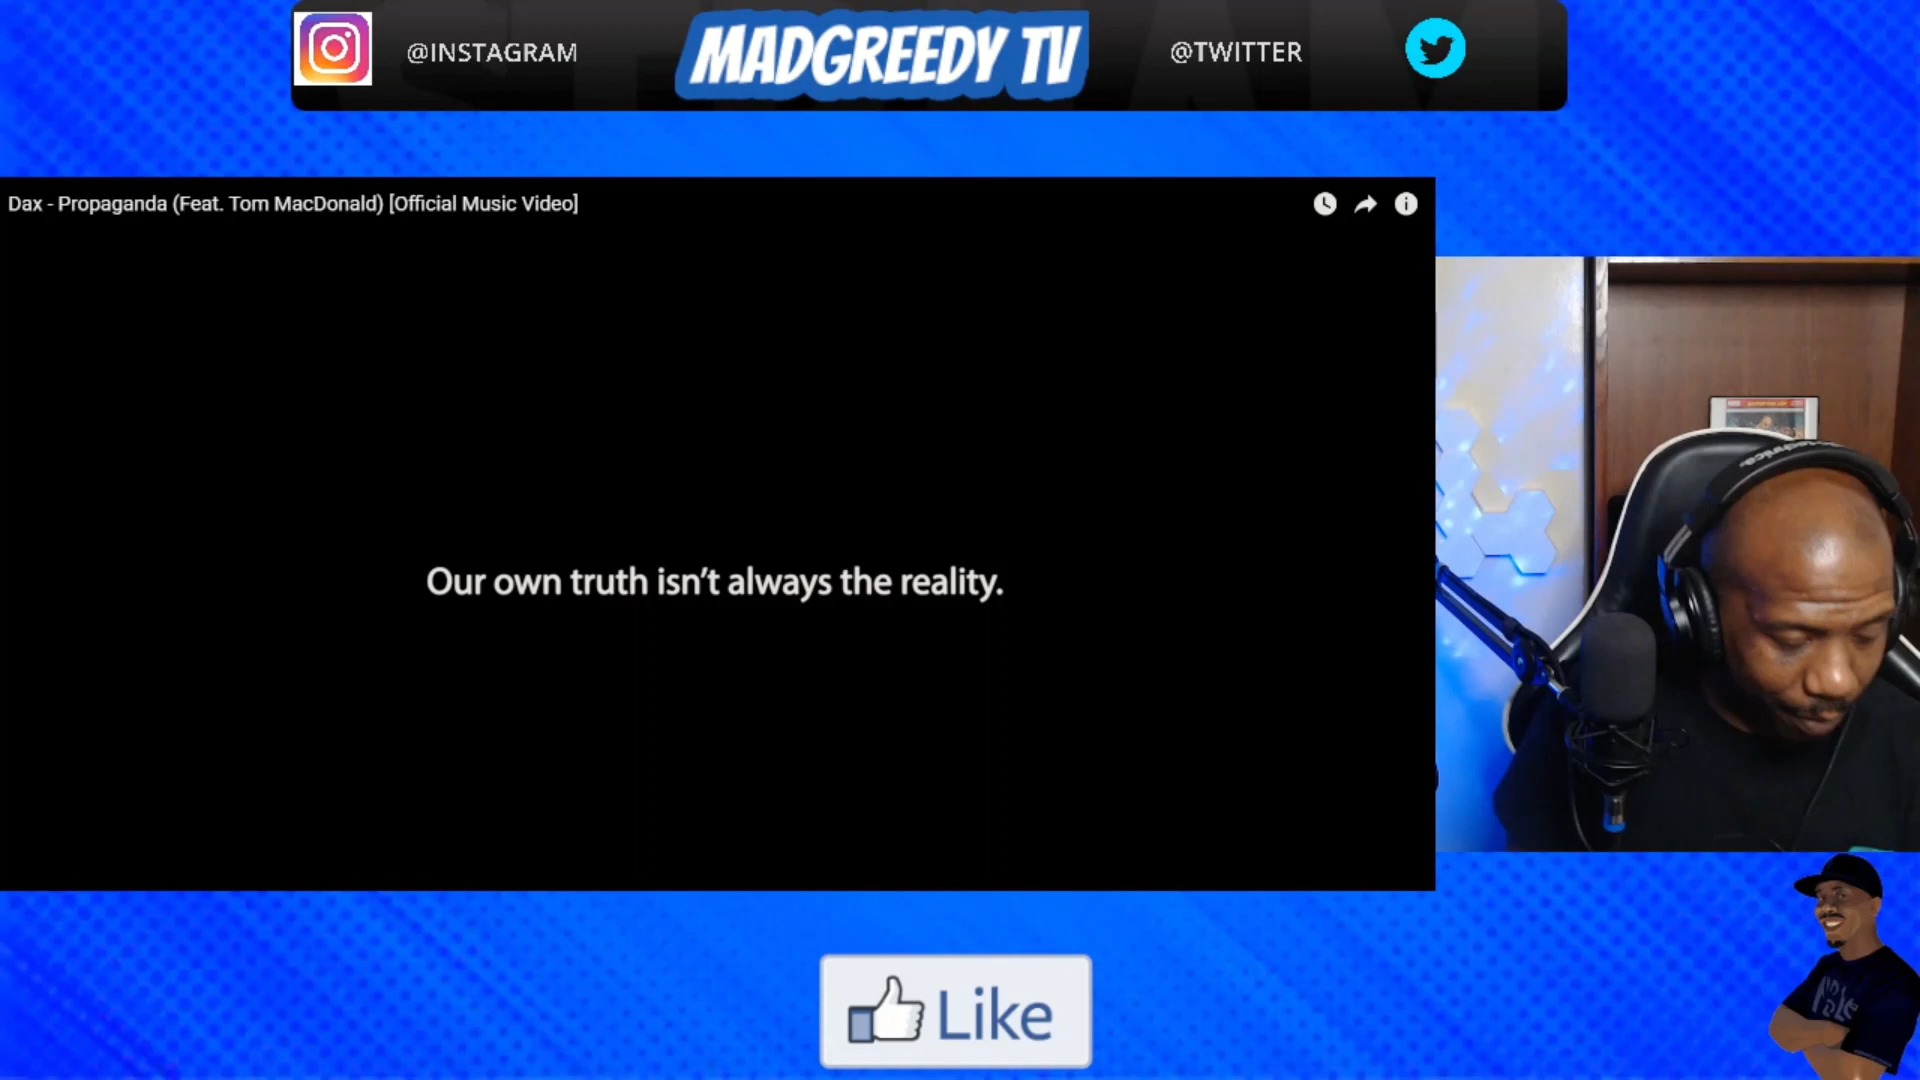 @INSTAGRAM
MADGREEDY TV
@TWITTER
Dax - Propaganda (Feat. Tom MacDonald) [Official Music Video]
Our own truth isn't always the reality.
Like